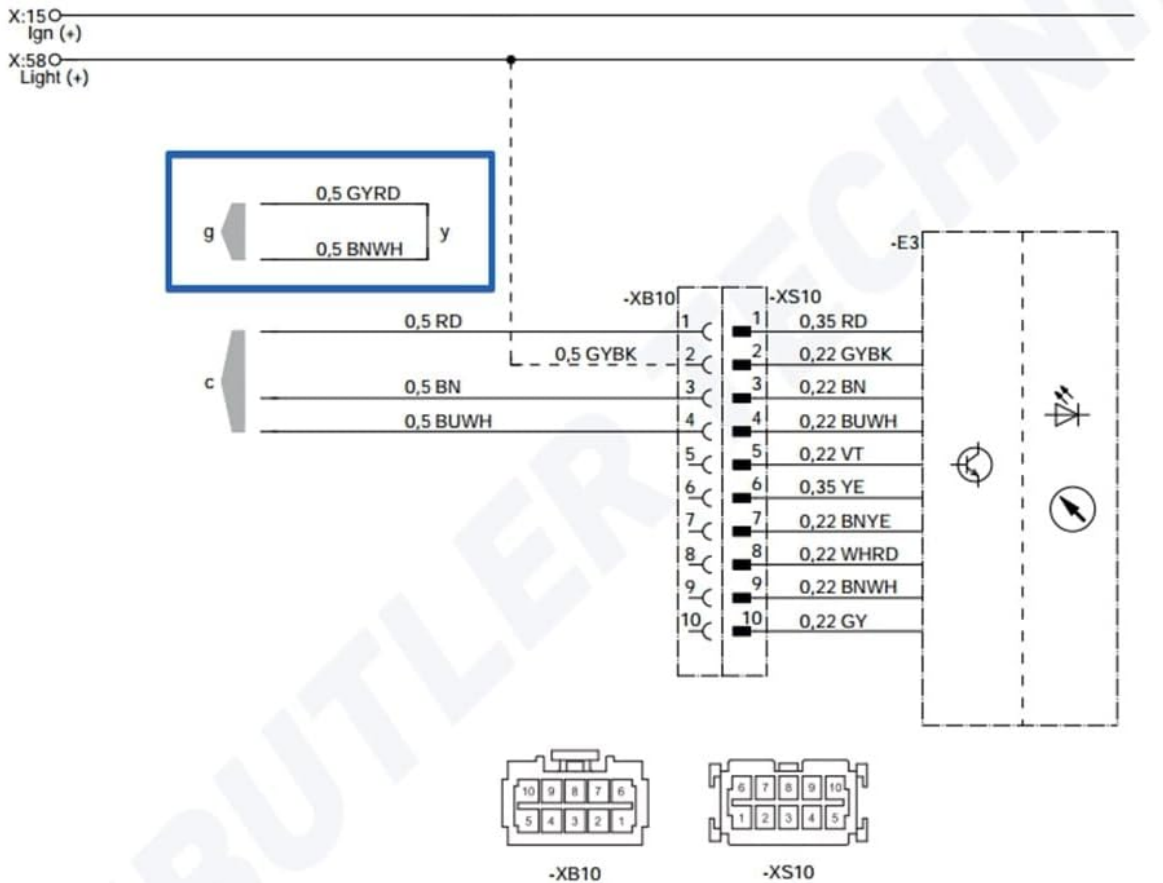 X:15
Ign (+)
X:58
Light (+)
0,5 GYRD
g
y
0,5 BNWH
-E3
-XB10
-XS10
0,5 RD
1
1
0,35 RD
0,5 GYBK
2
2
0,22 GYBK
c
0,5 BN
3
3
0,22 BN
0,5 BUWH
4
4
0,22 BUWH
5
5
0,22 VT
6
6
0,35 YE
7
7
0,22 BNYE
8
8
0,22 WHRD
9
9
0,22 BNWH
10
10
0,22 GY
10 9 8 7 6
5 4 3 2 1
6 7 8 9 10
1 2 3 4 5
-XB10
-XS10
BUTLER TECHNI